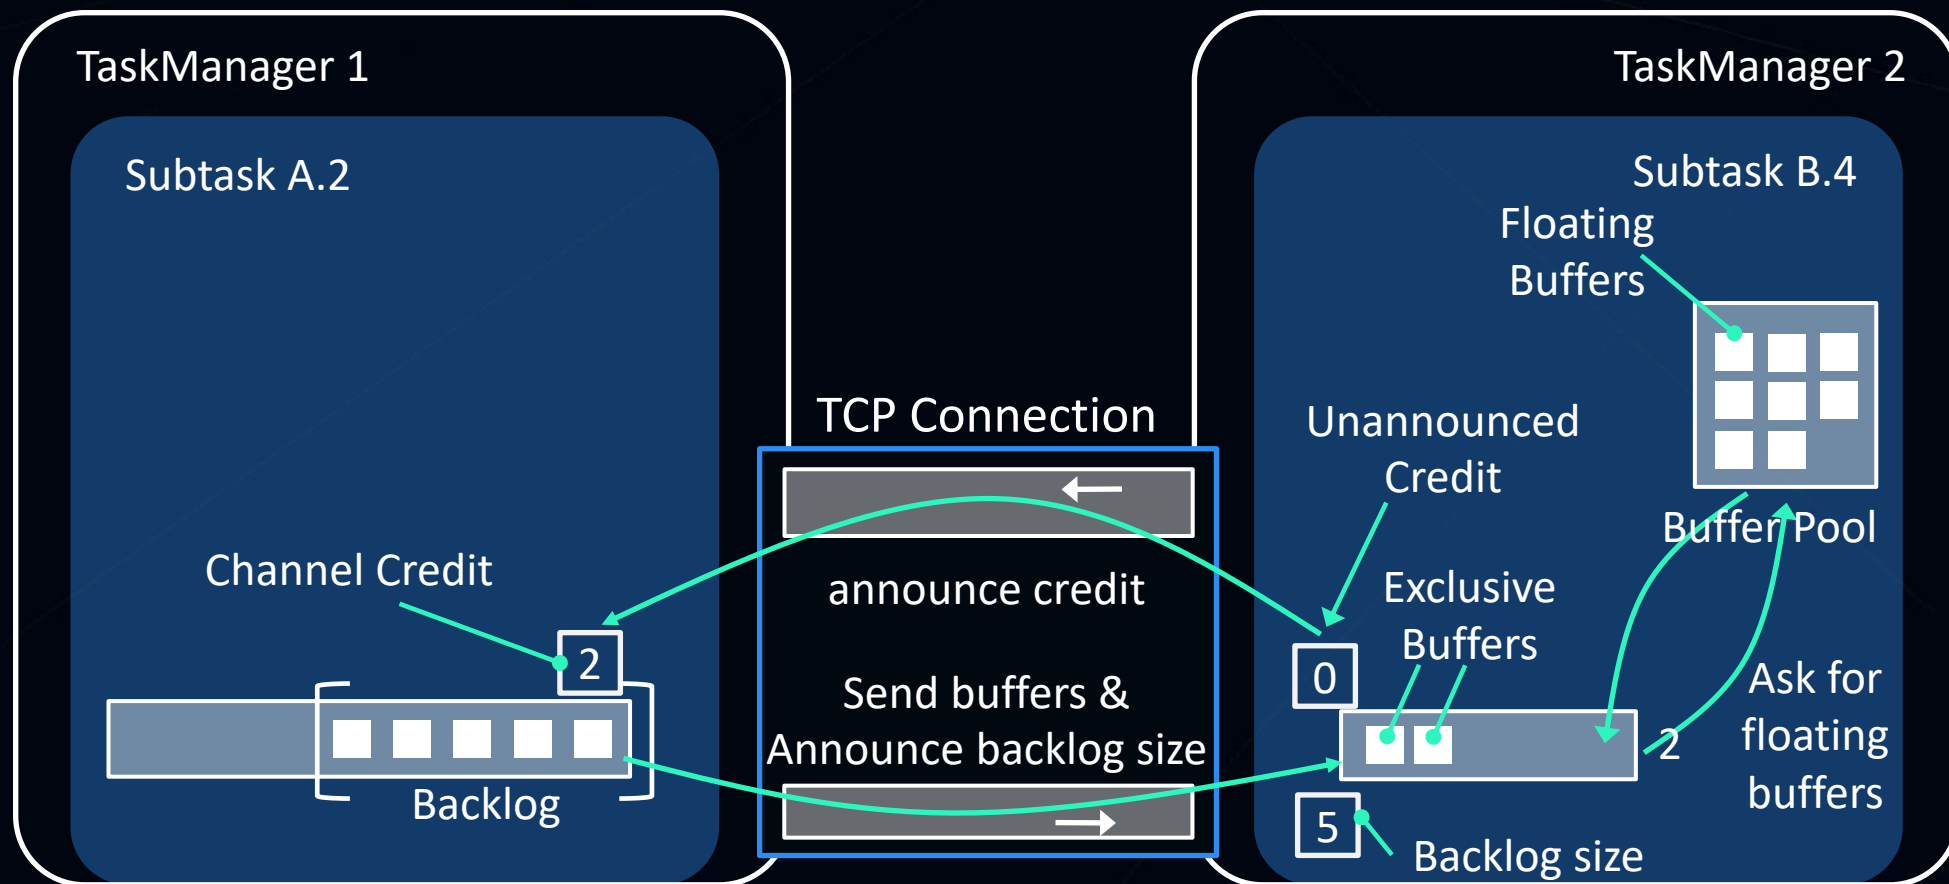 TaskManager 1
Subtask A.2
Channel Credit
2
Backlog
TCP Connection
announce credit
Send buffers &
Announce backlog size
TaskManager 2
Subtask B.4
Floating
Buffers
Buffer Pool
Unannounced
Credit
Exclusive
Buffers
0
2
Ask for
floating
buffers
5
Backlog size